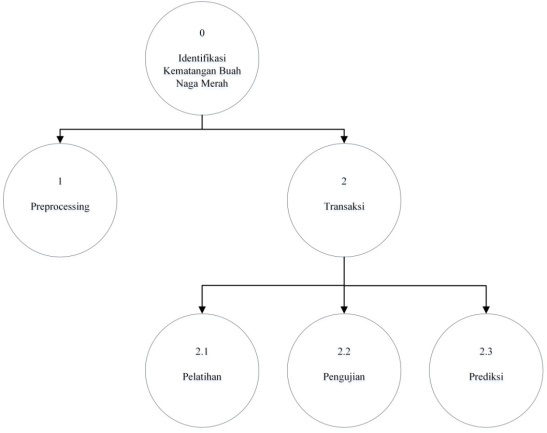 0
Identifikasi
Kematangan Buah
Naga Merah
1
Preprocessing
2
Transaksi
2.1
Pelatihan
2.2
Pengujian
2.3
Prediksi